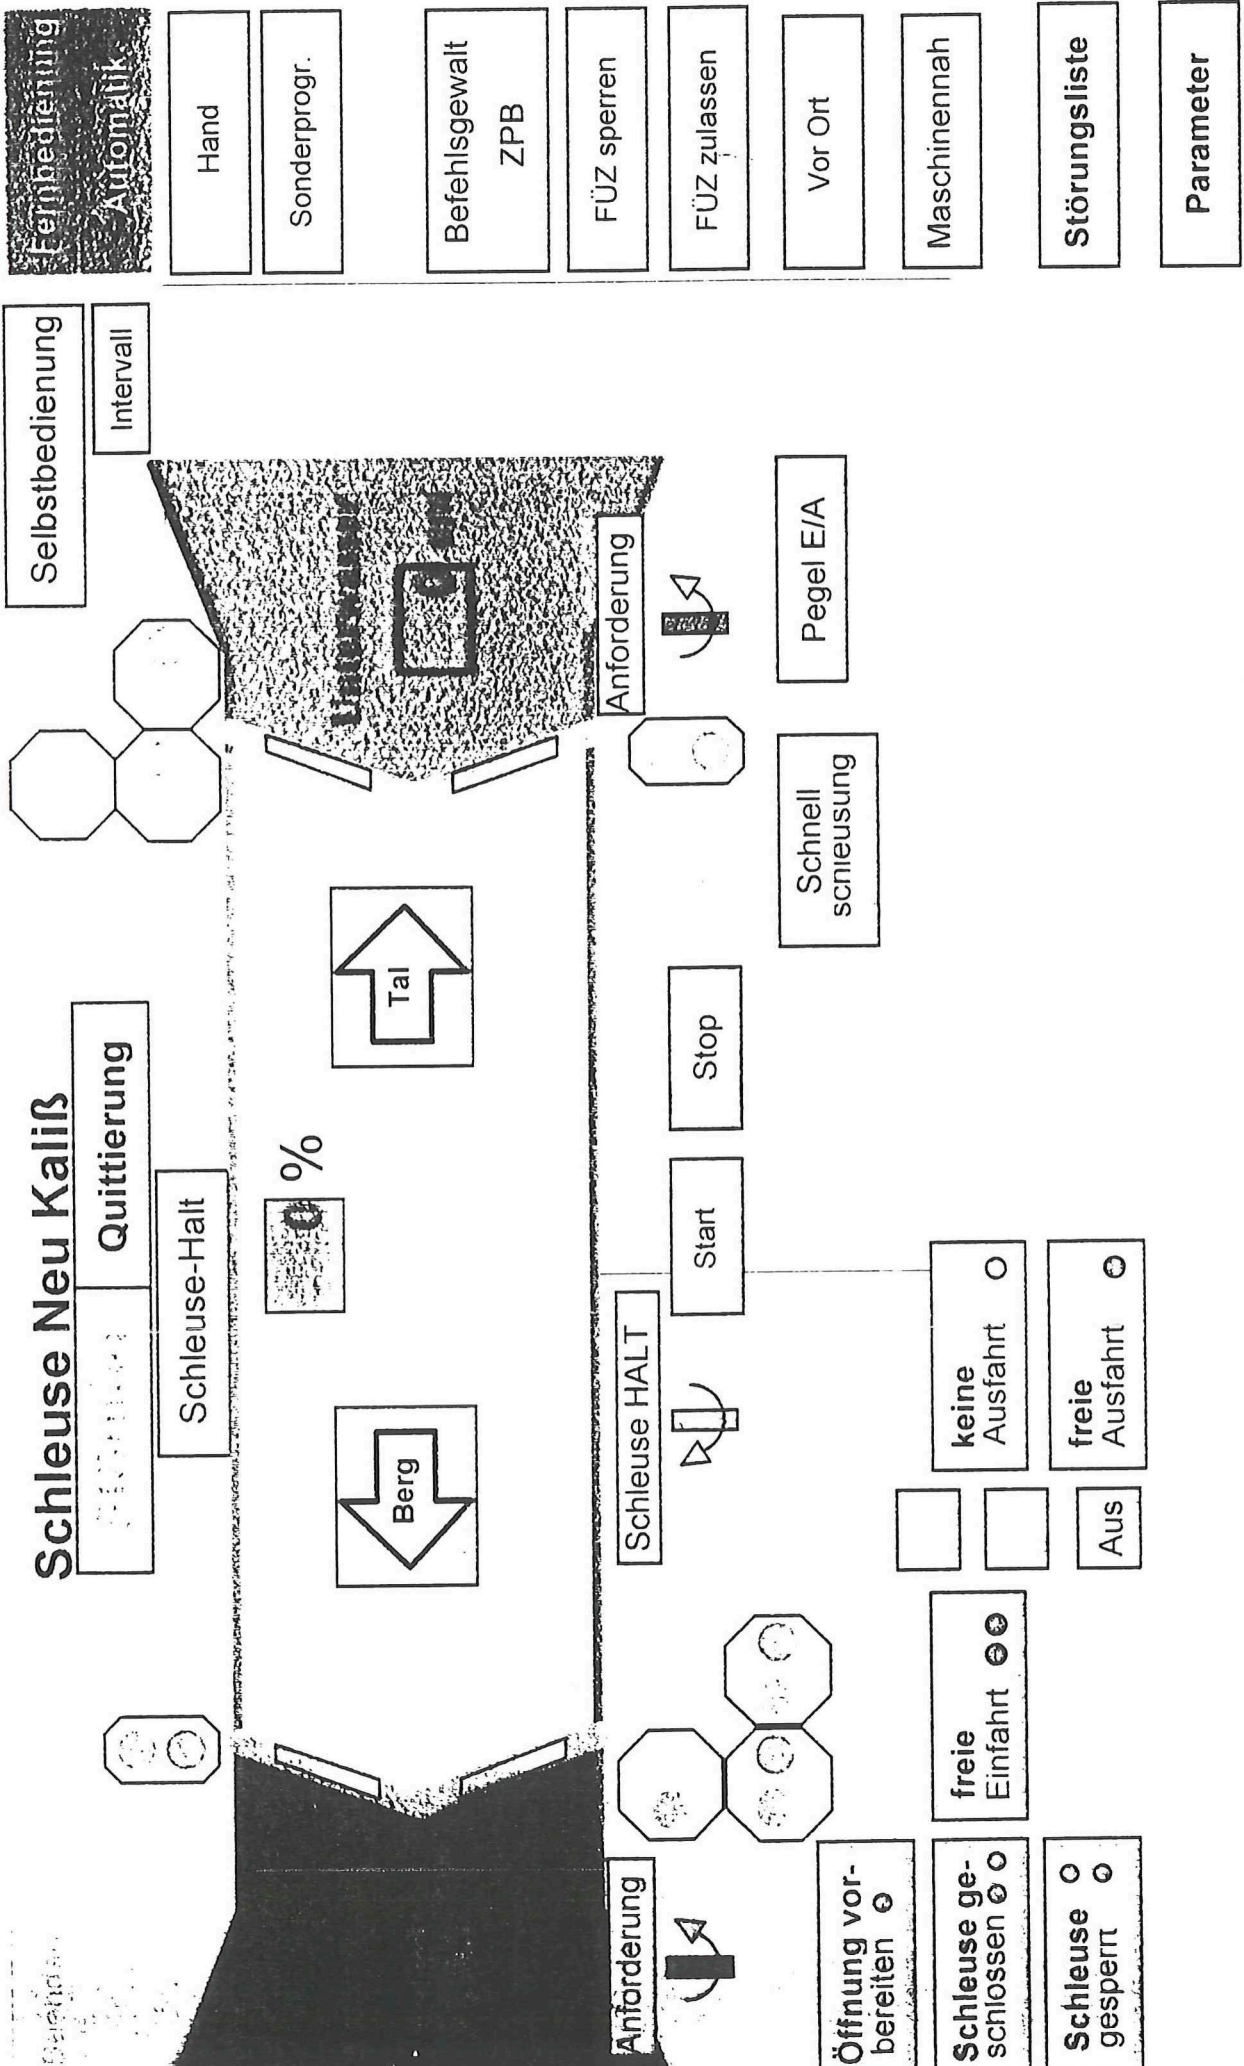 Schleuse Neu Kaliß
Quittierung
Schleuse-Halt
Selbstbedienung
Intervall
Fernbedienung
Automatik
Hand
Sonderprogr.
Befehlsgewalt
ZPB
FÜZ sperren
FÜZ zulassen
Vor Ort
Maschinennah
Störungsliste
Parameter
0 %
Berg
Tal
Unterwasser
Anforderung
Schleuse HALT
Start
Stop
Anforderung
Schnell
schleusung
Pegel E/A
Öffnung vor-
bereiten
Schleuse ge-
schlossen
Schleuse
gesperrt
freie
Einfahrt
Aus
keine
Ausfahrt
freie
Ausfahrt